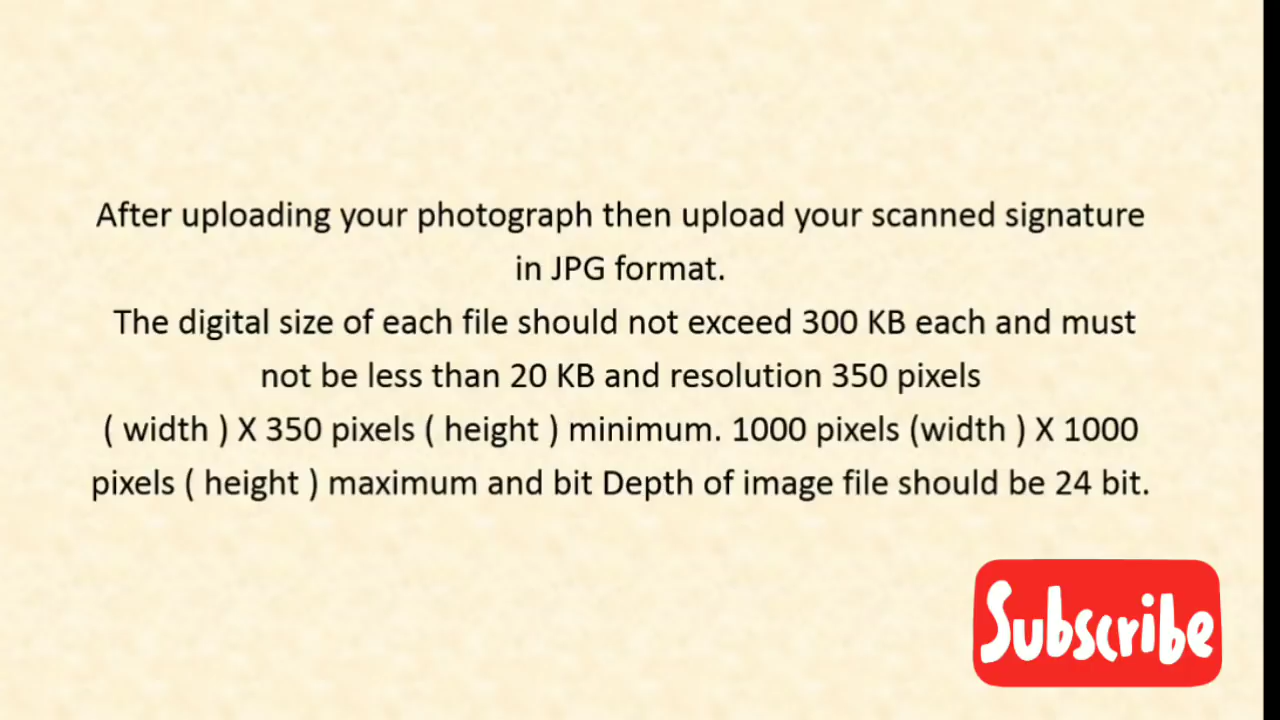 After uploading your photograph then upload your scanned signature
in JPG format.
The digital size of each file should not exceed 300 KB each and must
not be less than 20 KB and resolution 350 pixels
( width ) X 350 pixels ( height ) minimum. 1000 pixels (width ) X 1000
pixels ( height ) maximum and bit Depth of image file should be 24 bit.
Subscribe